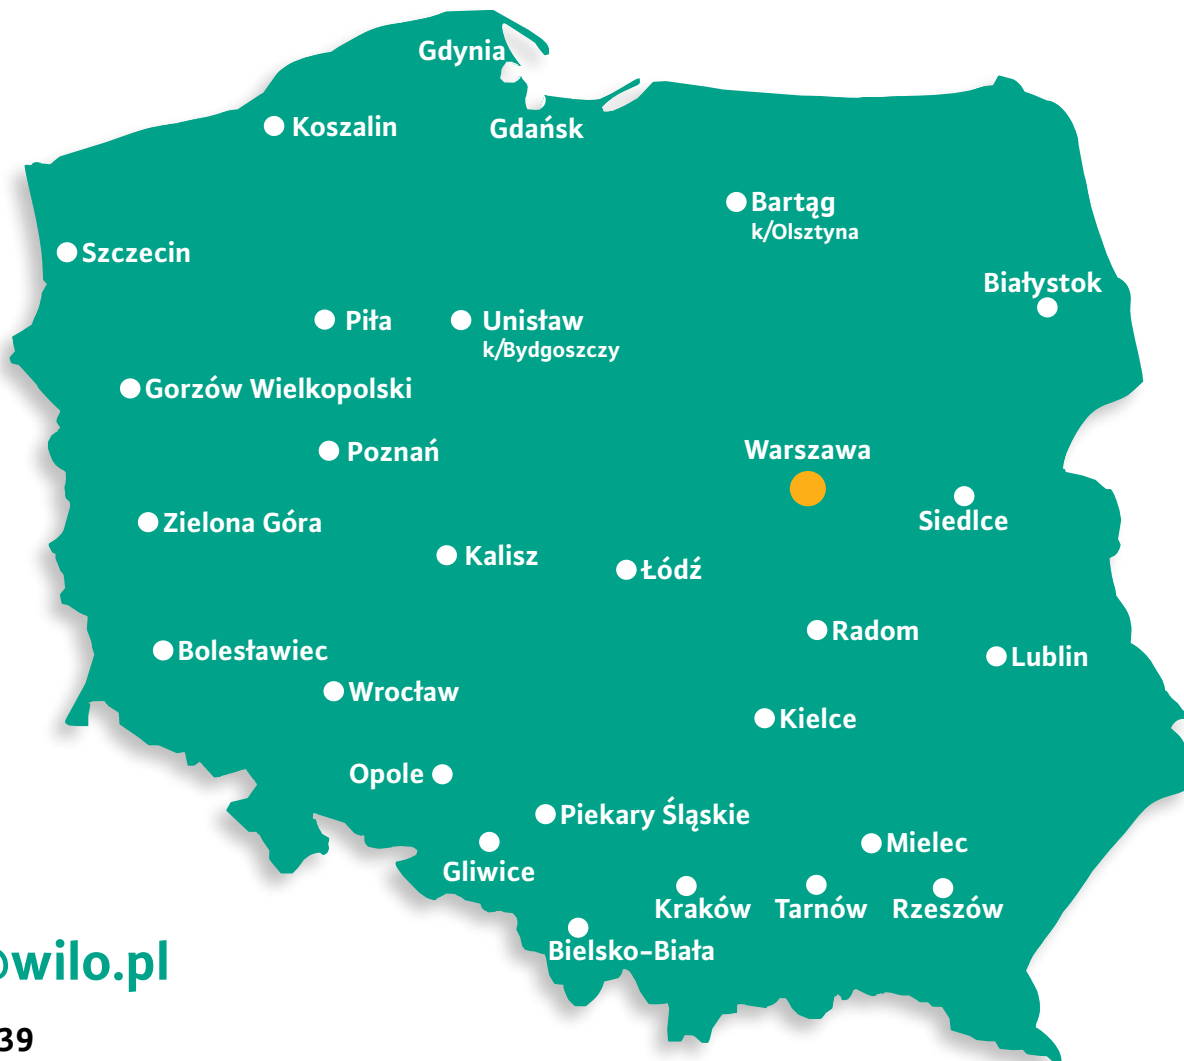 Gdynia
Koszalin
Gdańsk
Bartąg
k/Olsztyna
Szczecin
Białystok
Piła
Unisław
k/Bydgoszczy
Gorzów Wielkopolski
Poznań
Warszawa
Siedlce
Zielona Góra
Kalisz
Łódź
Radom
Bolesławiec
Lublin
Wrocław
Kielce
Opole
Piekary Śląskie
Mielec
Gliwice
Kraków
Tarnów
Rzeszów
Bielsko-Biała
@wilo.pl
39